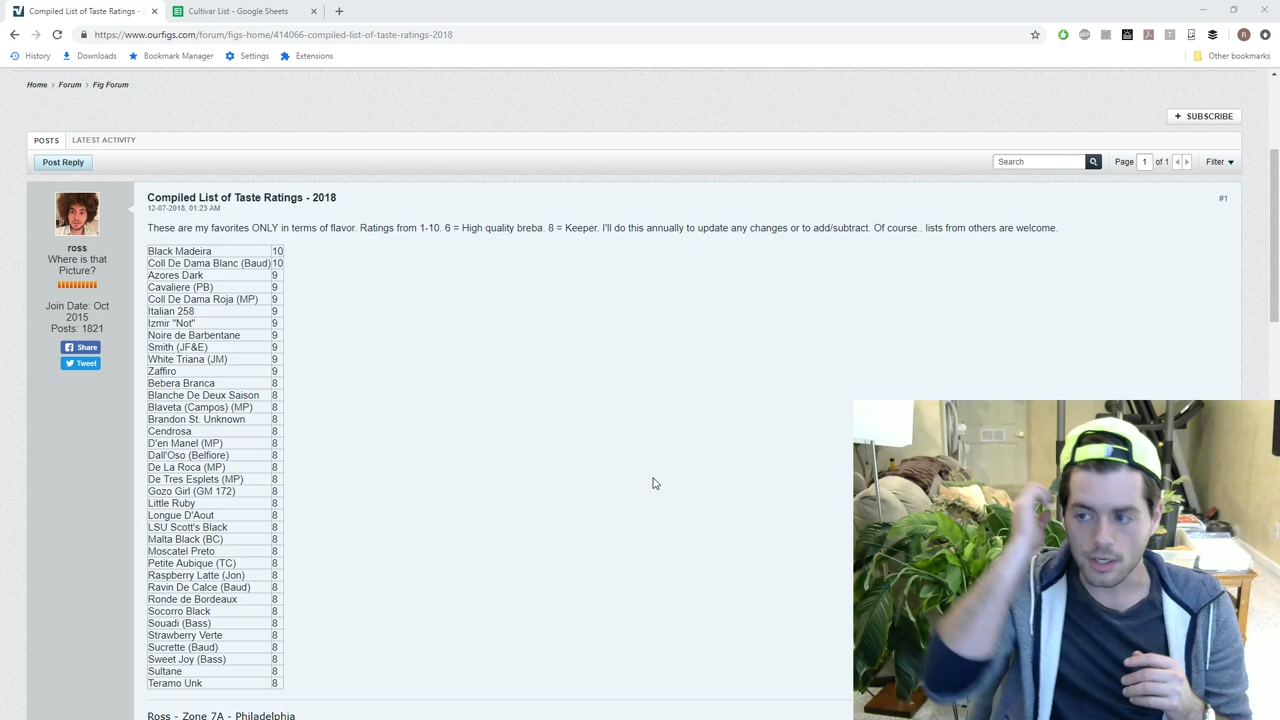 Compiled List of Taste Ratings -
Cultivar List - Google Sheets
https://www.ourfigs.com/forum/figs-home/414066-compiled-list-of-taste-ratings-2018
ABP
T
R
History
Downloads
Bookmark Manager
Settings
Extensions
Other bookmarks
Home > Forum > Fig Forum
+ SUBSCRIBE
POSTS LATEST ACTIVITY
Post Reply
Search
Page 1 of 1
Filter
Compiled List of Taste Ratings - 2018
#1
12-07-2018, 01:23 AM
These are my favorites ONLY in terms of flavor. Ratings from 1-10. 6 = High quality breba. 8 = Keeper. I'll do this annually to update any changes or to add/subtract. Of course.. lists from others are welcome.
ross
Where is that
Picture?
Join Date: Oct
2015
Posts: 1821
Share
Tweet
Black Madeira 10
Coll De Dama Blanc (Baud) 10
Azores Dark 9
Cavaliere (PB) 9
Coll De Dama Roja (MP) 9
Italian 258 9
Izmir "Not" 9
Noire de Barbentane 9
Smith (JF&E) 9
White Triana (JM) 9
Zaffiro 9
Bebera Branca 8
Blanche De Deux Saison 8
Blaveta (Campos) (MP) 8
Brandon St. Unknown 8
Cendrosa 8
D'en Manel (MP) 8
Dall'Oso (Belfiore) 8
De La Roca (MP) 8
De Tres Esplets (MP) 8
Gozo Girl (GM 172) 8
Little Ruby 8
Longue D'Aout 8
LSU Scott's Black 8
Malta Black (BC) 8
Moscatel Preto 8
Petite Aubique (TC) 8
Raspberry Latte (Jon) 8
Ravin De Calce (Baud) 8
Ronde de Bordeaux 8
Socorro Black 8
Souadi (Bass) 8
Strawberry Verte 8
Sucrette (Baud) 8
Sweet Joy (Bass) 8
Sultane 8
Teramo Unk 8
Ross - Zone 7A - Philadelphia